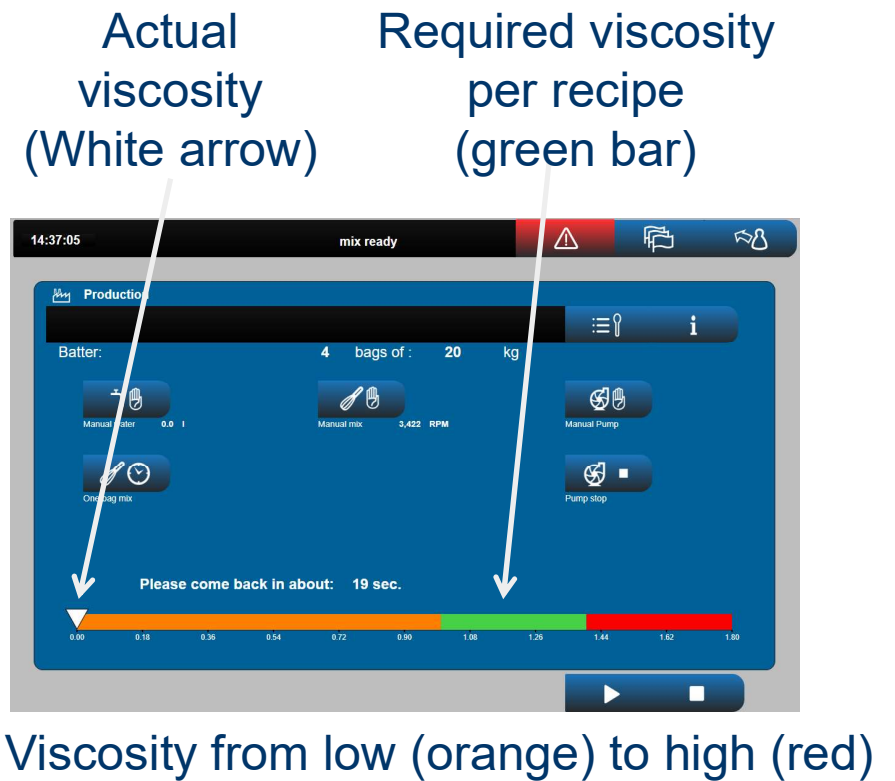 Actual
viscosity
(White arrow)
Required viscosity
per recipe
(green bar)
14:37:05 mix ready
Production
i
Batter: 4 bags of : 20 kg
Manual water 0.0 l Manual mix 3,422 RPM Manual Pump
One bag mix Pump stop
Please come back in about: 19 sec.
0.00 0.18 0.36 0.54 0.72 0.90 1.08 1.26 1.44 1.62 1.80
Viscosity from low (orange) to high (red)